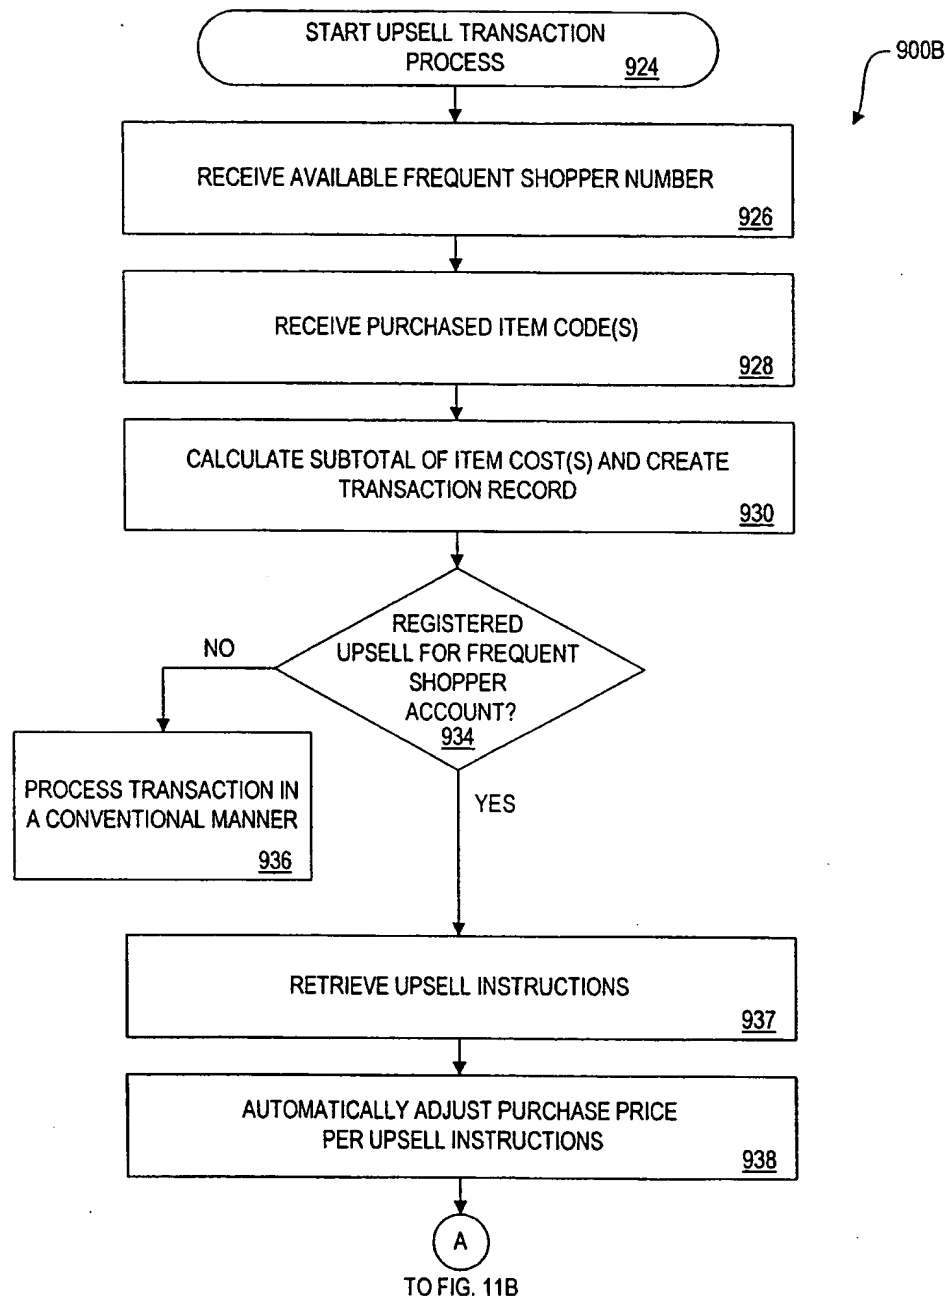 START UPSELL TRANSACTION
PROCESS
924
900B
RECEIVE AVAILABLE FREQUENT SHOPPER NUMBER
926
RECEIVE PURCHASED ITEM CODE(S)
928
CALCULATE SUBTOTAL OF ITEM COST(S) AND CREATE
TRANSACTION RECORD
930
REGISTERED
UPSELL FOR FREQUENT
SHOPPER
ACCOUNT?
934
NO
PROCESS TRANSACTION IN
A CONVENTIONAL MANNER
936
YES
RETRIEVE UPSELL INSTRUCTIONS
937
AUTOMATICALLY ADJUST PURCHASE PRICE
PER UPSELL INSTRUCTIONS
938
A
TO FIG. 11B